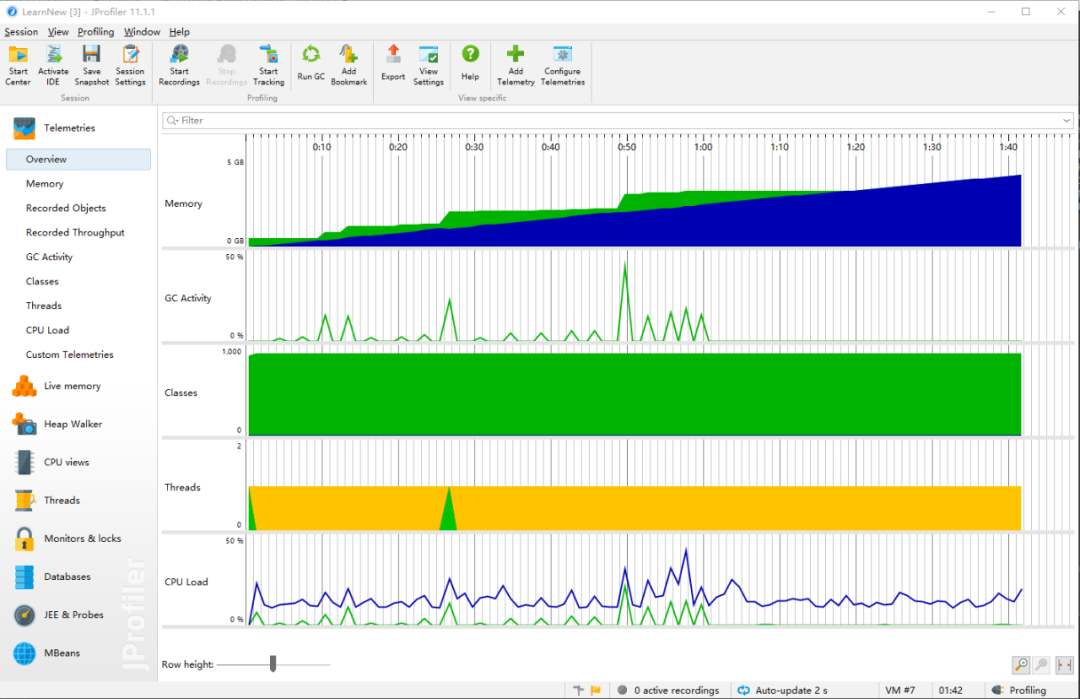 LearnNew [3] - JProfiler 11.1.1
Session View Profiling Window Help
Start Center
Activate IDE
Save Snapshot
Session Settings
Start Recordings
Stop Recordings
Start Tracking
Run GC
Add Bookmark
Export
View Settings
Help
Add Telemetry
Configure Telemetries
Session
Profiling
View specific
Telemetries
Overview
Memory
Recorded Objects
Recorded Throughput
GC Activity
Classes
Threads
CPU Load
Custom Telemetries
Live memory
Heap Walker
CPU views
Threads
Monitors & locks
Databases
JEE & Probes
MBeans
JProfiler
Filter
0:10 0:20 0:30 0:40 0:50 1:00 1:10 1:20 1:30 1:40
5 GB
Memory
0 GB
50 %
GC Activity
0 %
1,000
Classes
0
2
Threads
0
50 %
CPU Load
0 %
Row height:
0 active recordings
Auto-update 2 s
VM #7
01:42
Profiling